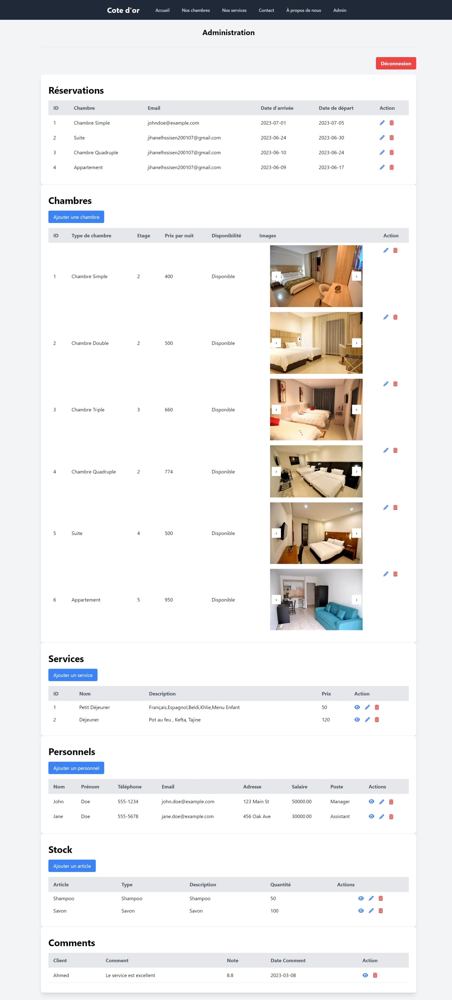 Cote d'or Accueil Nos chambres Nos services Contact À propos de nous Admin
Administration
Déconnexion
Réservations
ID Chambre Email Date d'arrivée Date de départ Action
1 Chambre Simple johndoe@example.com 2023-07-01 2023-07-05
2 Suite jihanelhssisen200107@gmail.com 2023-06-24 2023-06-30
3 Chambre Quadruple jihanelhssisen200107@gmail.com 2023-06-10 2023-06-24
4 Appartement jihanelhssisen200107@gmail.com 2023-06-09 2023-06-17
Chambres
Ajouter une chambre
ID Type de chambre Etage Prix par nuit Disponibilité Images Action
1 Chambre Simple 2 400 Disponible ‹ ›
2 Chambre Double 2 500 Disponible ‹ ›
3 Chambre Triple 3 660 Disponible ‹ ›
4 Chambre Quadruple 2 774 Disponible ‹ ›
5 Suite 4 500 Disponible ‹ ›
6 Appartement 5 950 Disponible ‹ ›
Services
Ajouter un service
ID Nom Description Prix Action
1 Petit Déjeuner Français,Espagnol,Beldi,Khlie,Menu Enfant 50
2 Déjeuner Pot au feu , Kefta, Tajine 120
Personnels
Ajouter un personnel
Nom Prénom Téléphone Email Adresse Salaire Poste Actions
John Doe 555-1234 john.doe@example.com 123 Main St 50000.00 Manager
Jane Doe 555-5678 jane.doe@example.com 456 Oak Ave 30000.00 Assistant
Stock
Ajouter un article
Article Type Description Quantité Actions
Shampoo Shampoo Shampoo 50
Savon Savon Savon 100
Comments
Client Comment Note Date Comment Action
Ahmed Le service est excellent 8.8 2023-03-08